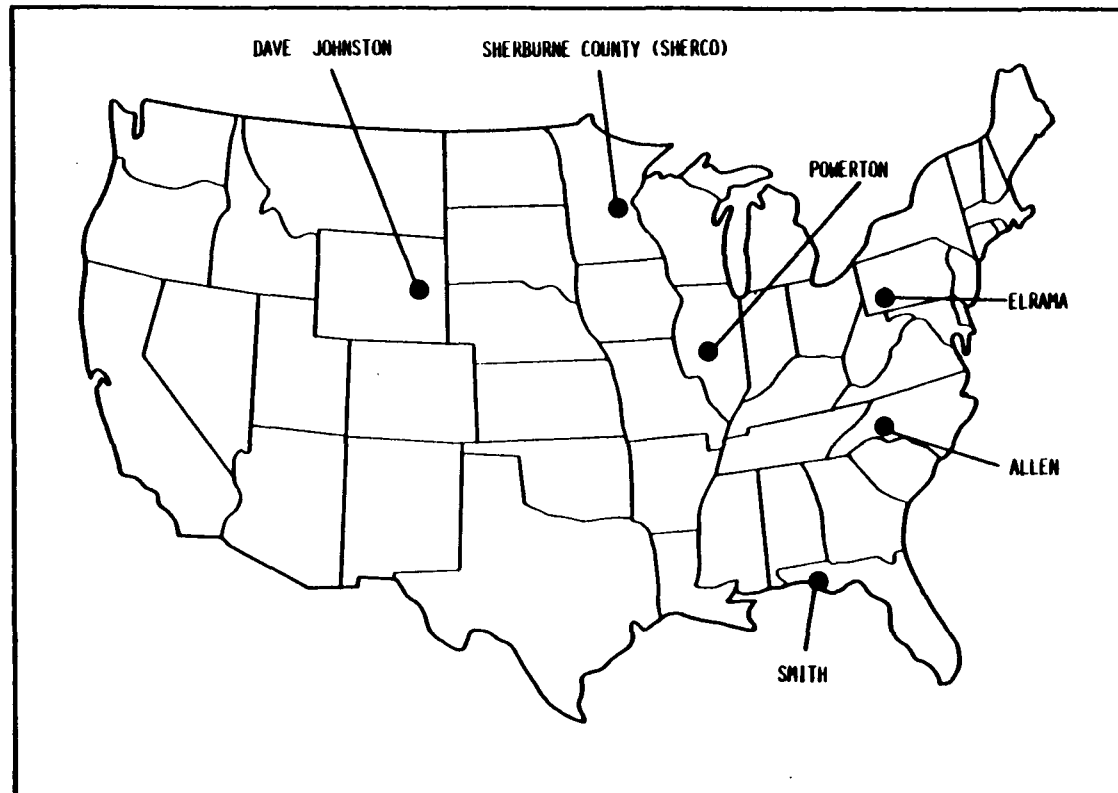 DAVE JOHNSTON
SHERBURNE COUNTY (SHERCO)
POWERTON
ELRAMA
ALLEN
SMITH